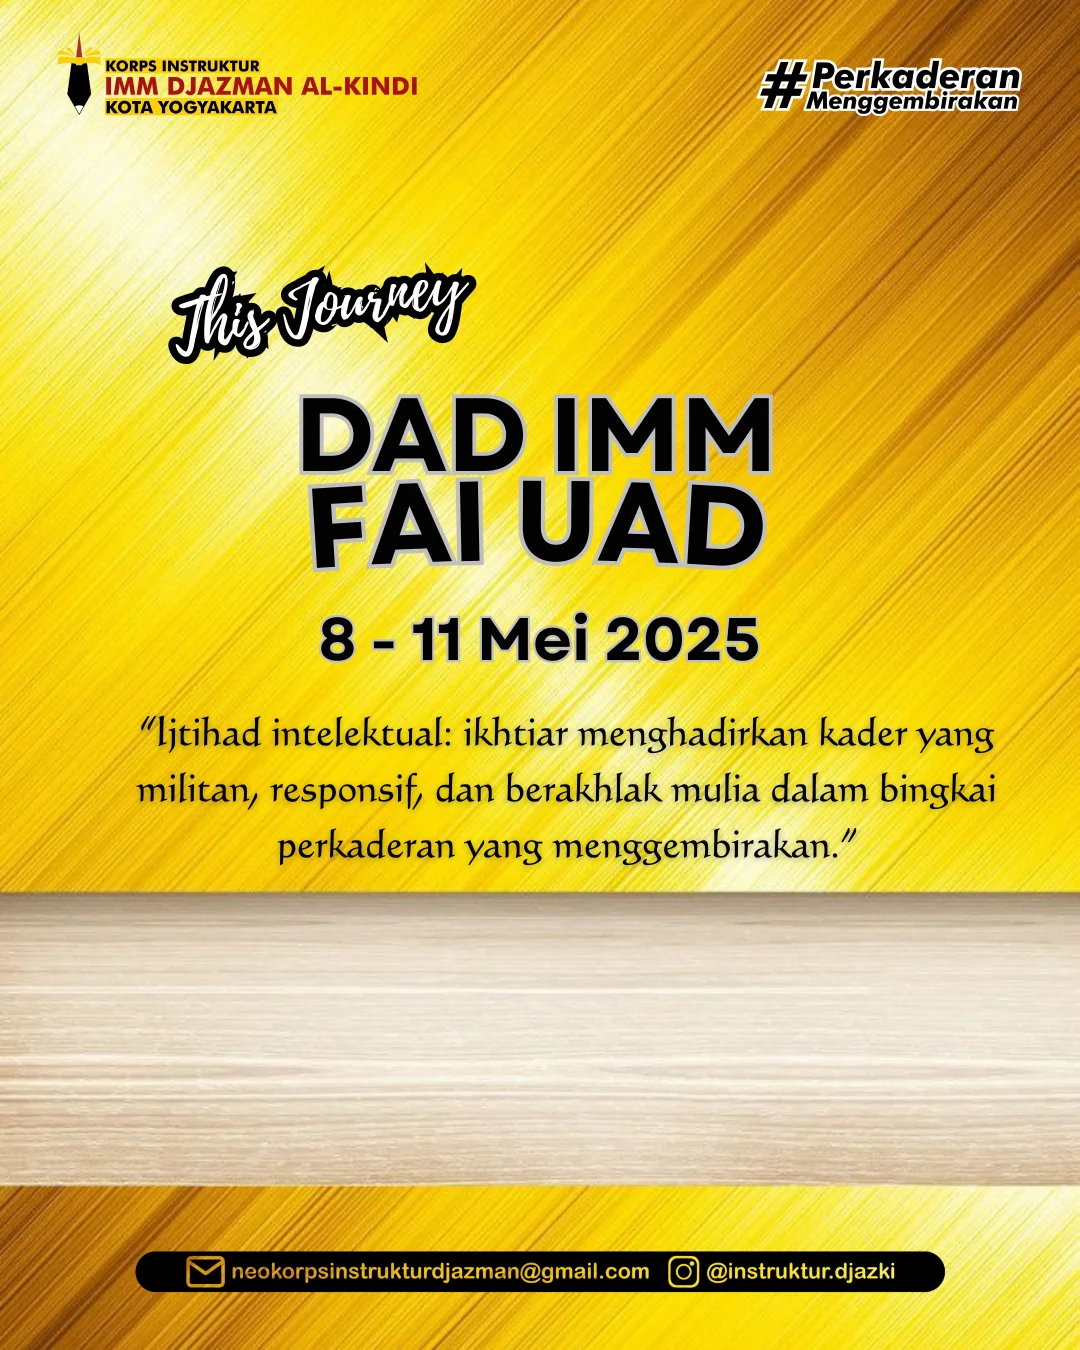 KORPS INSTRUKTUR
IMM DJAZMAN AL-KINDI
KOTA YOGYAKARTA
#Perkaderan
Menggembirakan
This Journey
DAD IMM
FAI UAD
8 - 11 Mei 2025
“Ijtihad intelektual: ikhtiar menghadirkan kader yang
militan, responsif, dan berakhlak mulia dalam bingkai
perkaderan yang menggembirakan.”
neokorpsinstrukturdjazman@gmail.com @instruktur.djazki